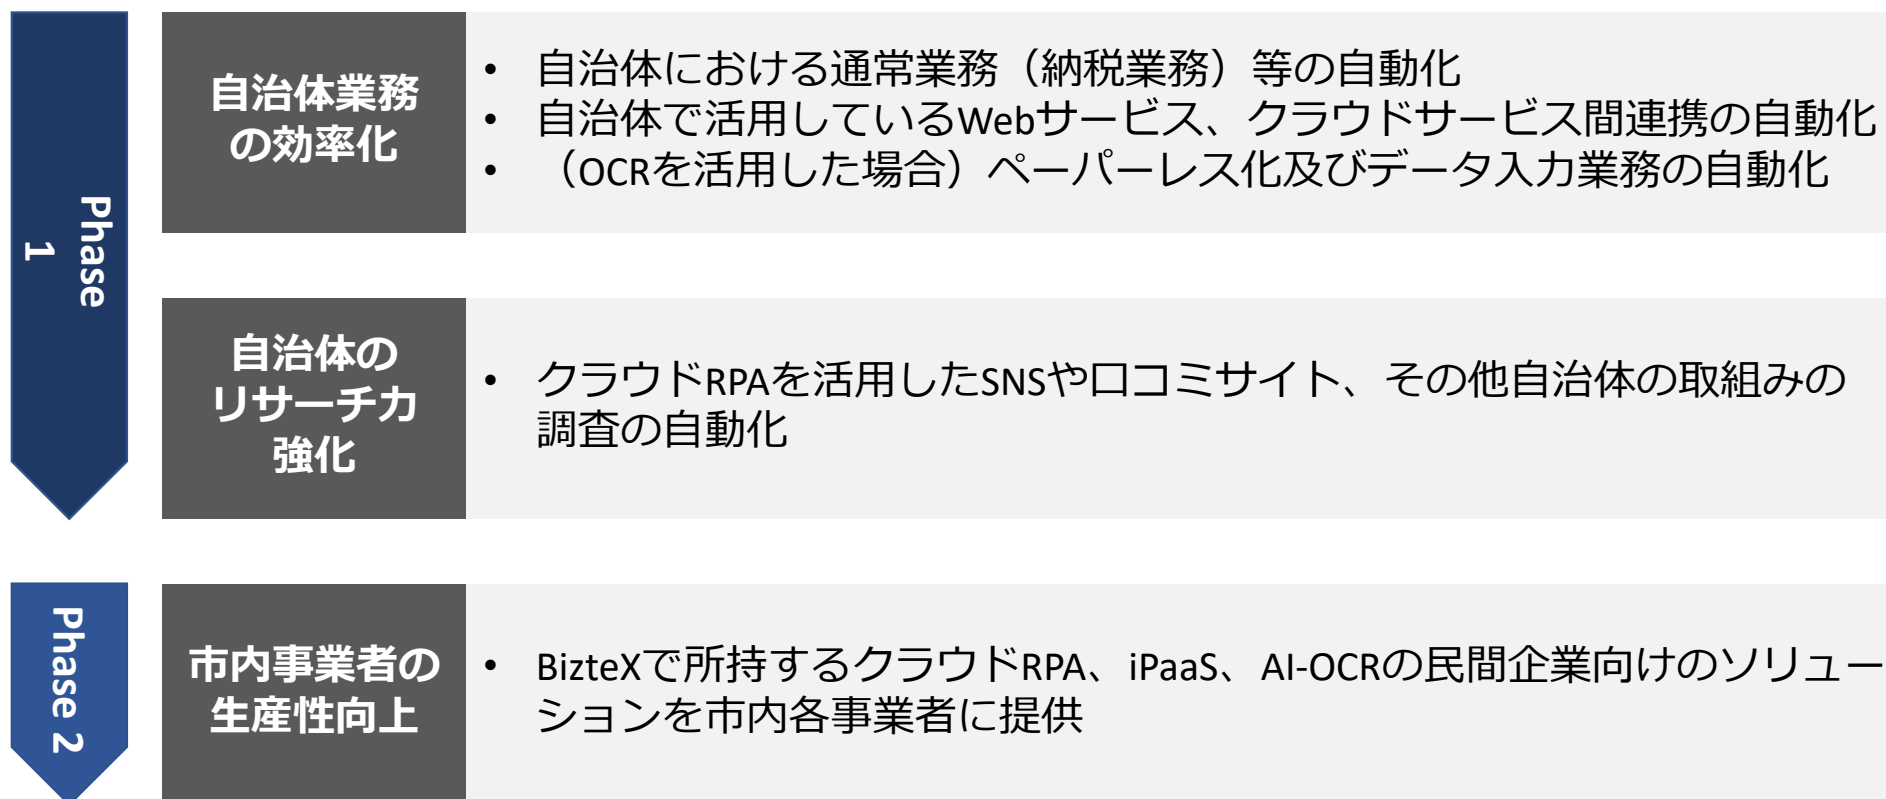 Phase
1
自治体業務
の効率化
• 自治体における通常業務（納税業務）等の自動化
• 自治体で活用しているWebサービス、クラウドサービス間連携の自動化
• （OCRを活用した場合）ペーパーレス化及びデータ入力業務の自動化
自治体の
リサーチ力
強化
• クラウドRPAを活用したSNSや口コミサイト、その他自治体の取組みの
調査の自動化
Phase 2
市内事業者の
生産性向上
• BizteXで所持するクラウドRPA、iPaaS、AI-OCRの民間企業向けのソリュー
ションを市内各事業者に提供